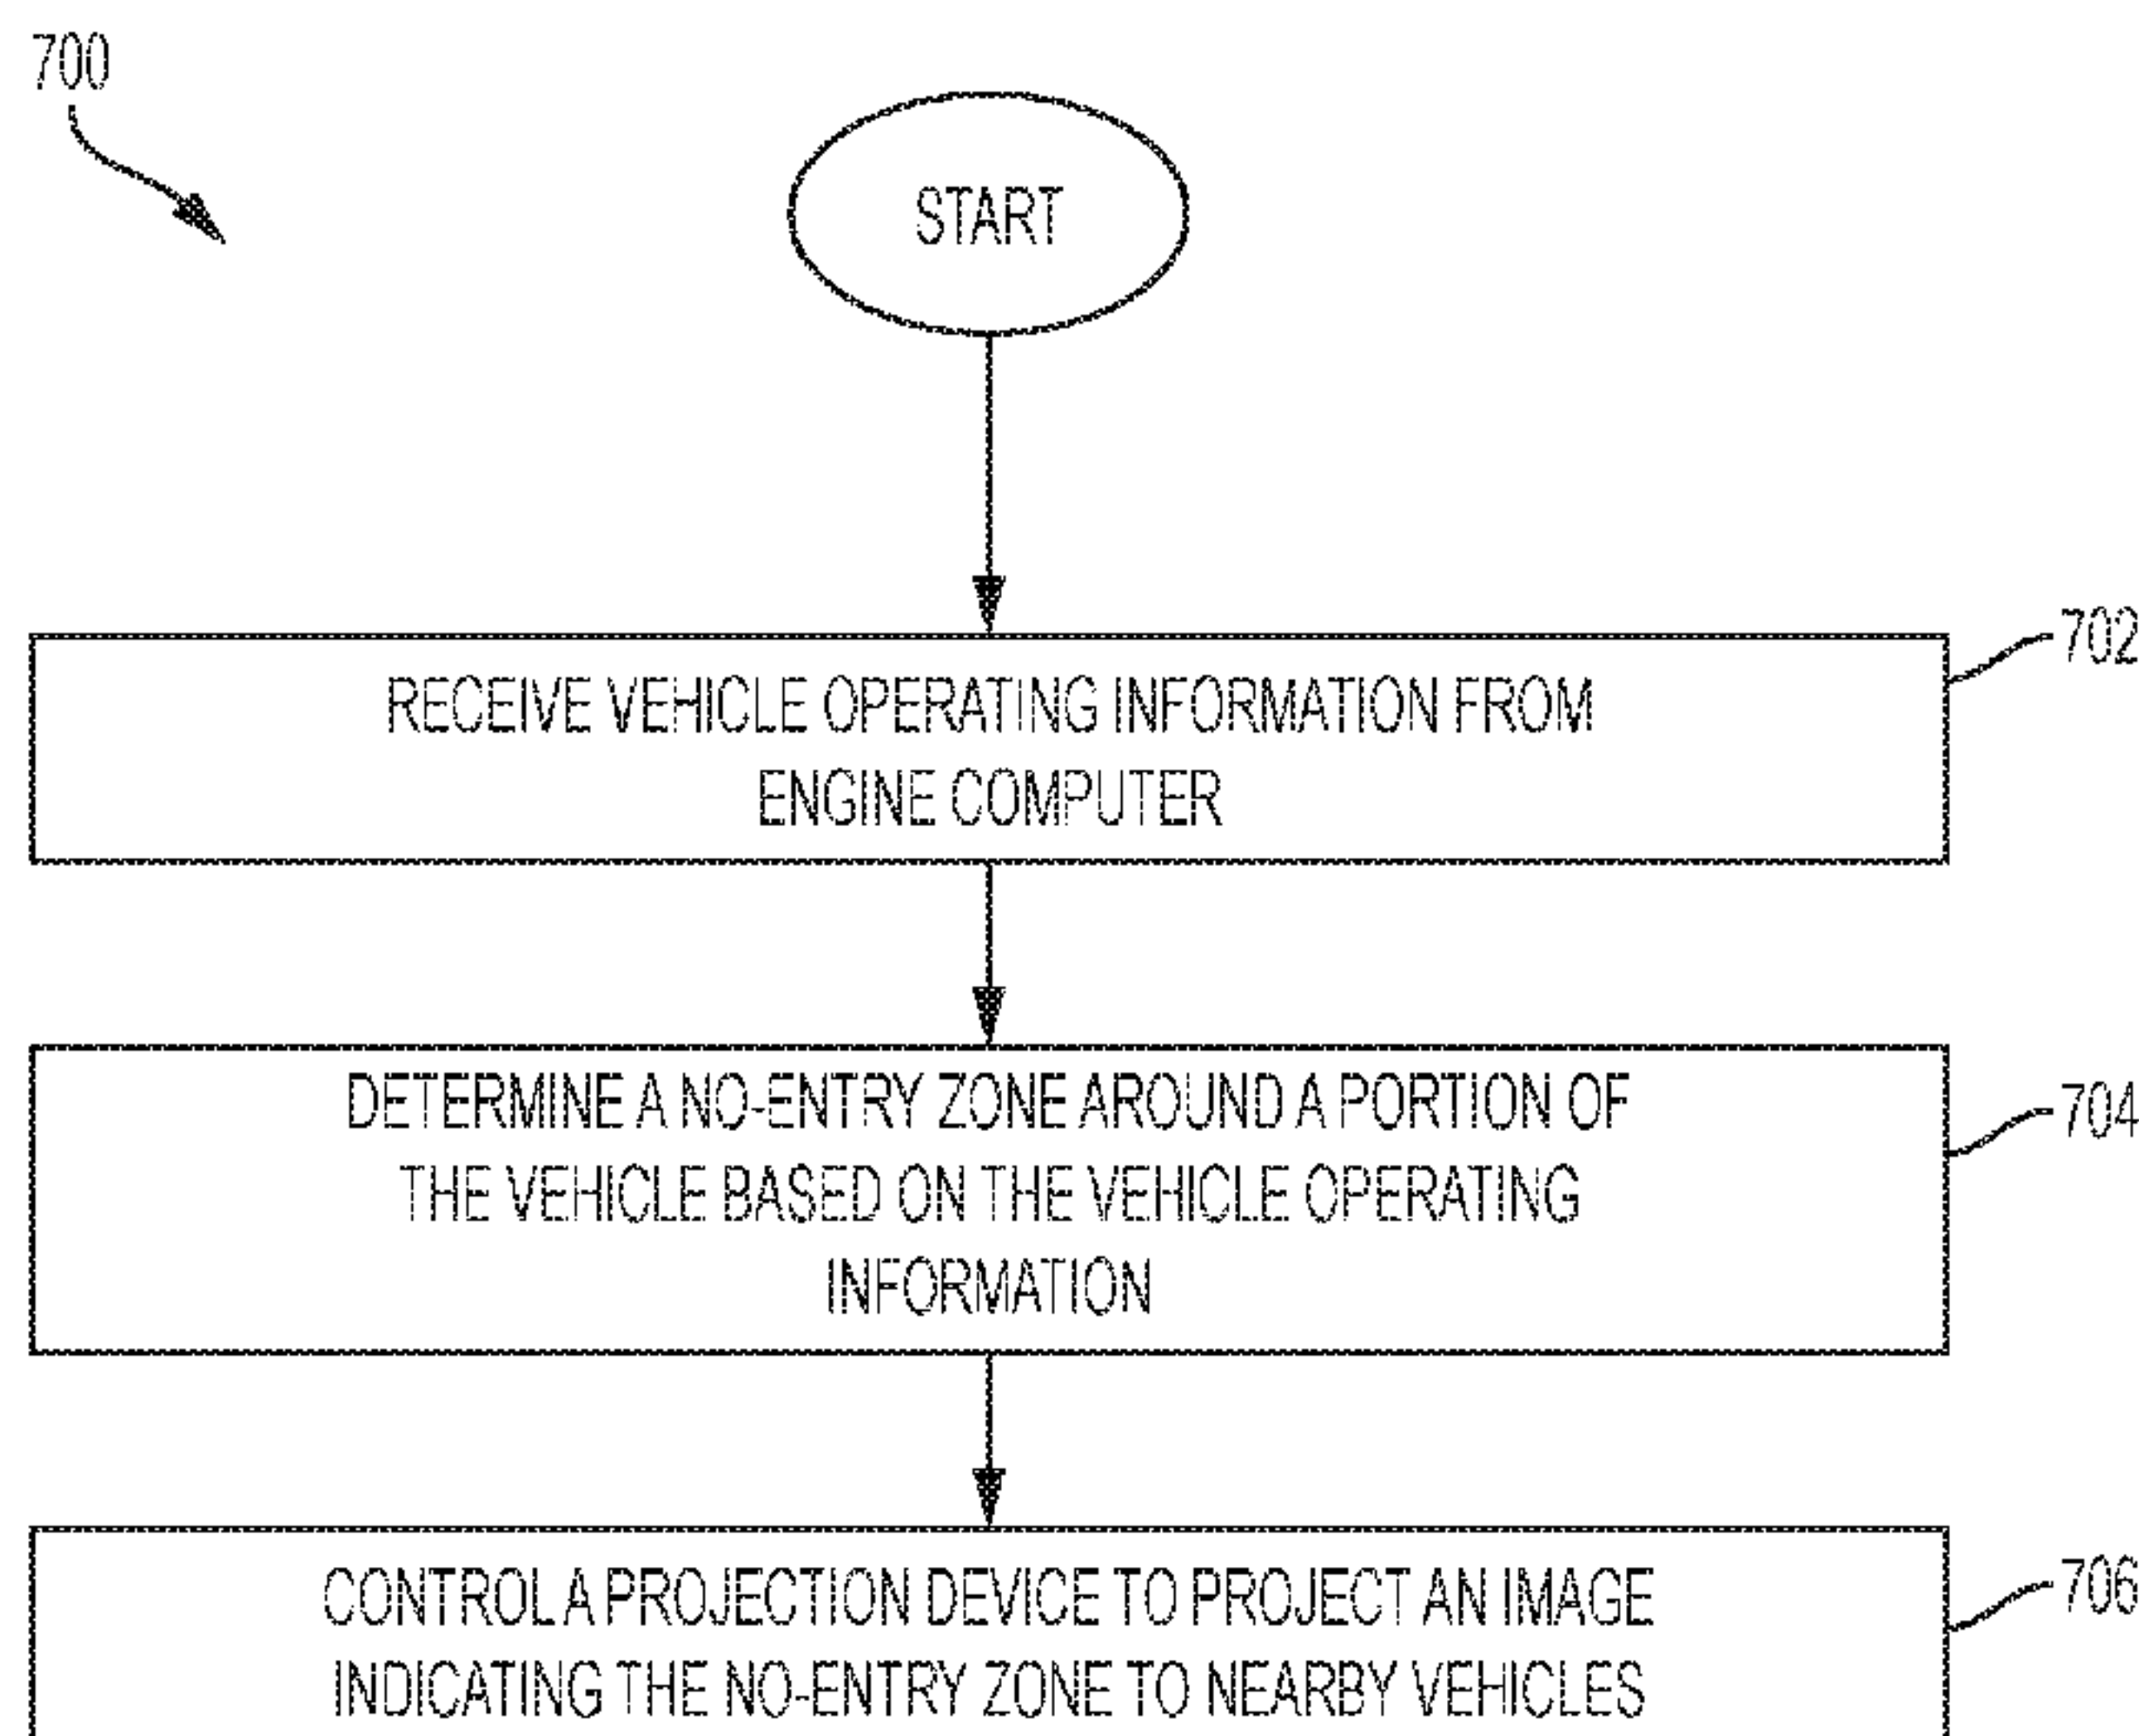 700
START
702
RECEIVE VEHICLE OPERATING INFORMATION FROM
ENGINE COMPUTER
704
DETERMINE A NO-ENTRY ZONE AROUND A PORTION OF
THE VEHICLE BASED ON THE VEHICLE OPERATING
INFORMATION
706
CONTROL A PROJECTION DEVICE TO PROJECT AN IMAGE
INDICATING THE NO-ENTRY ZONE TO NEARBY VEHICLES